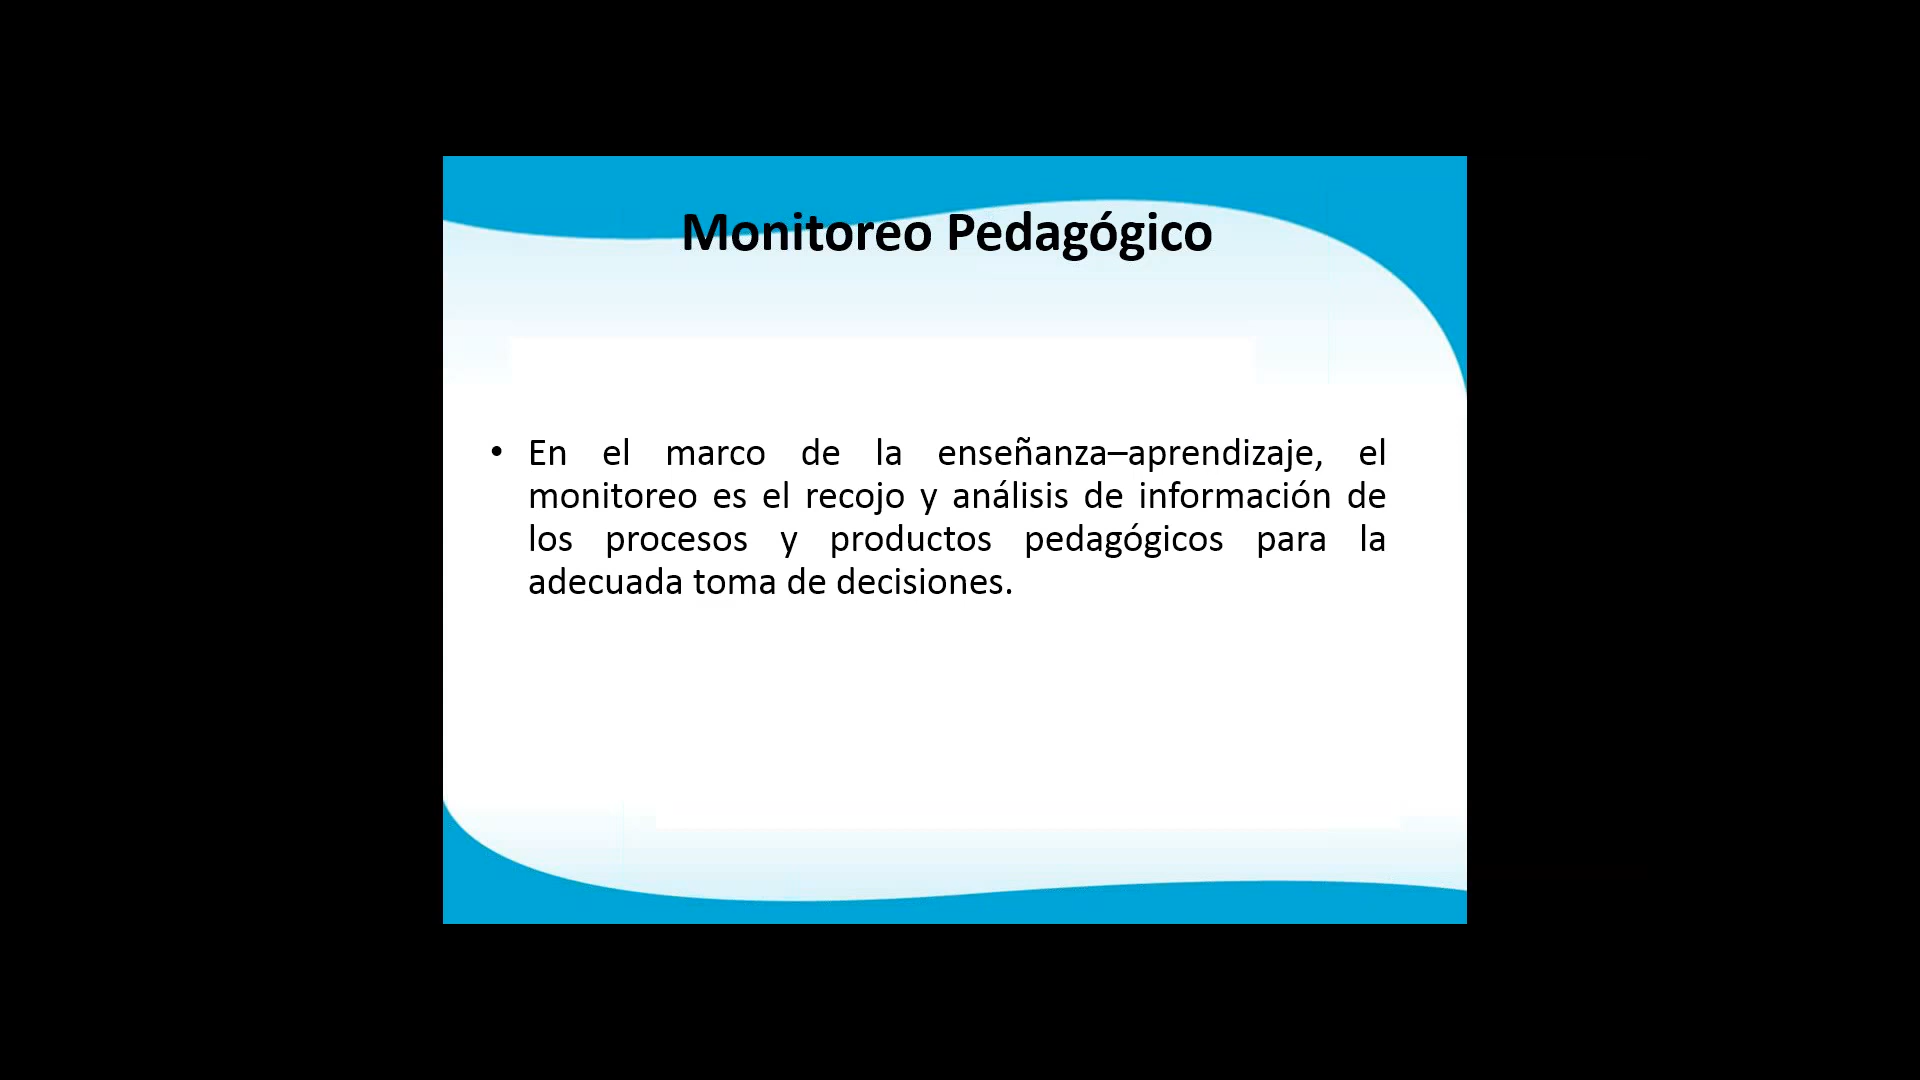 Monitoreo Pedagógico
• En el marco de la enseñanza–aprendizaje, el
monitoreo es el recojo y análisis de información de
los procesos y productos pedagógicos para la
adecuada toma de decisiones.